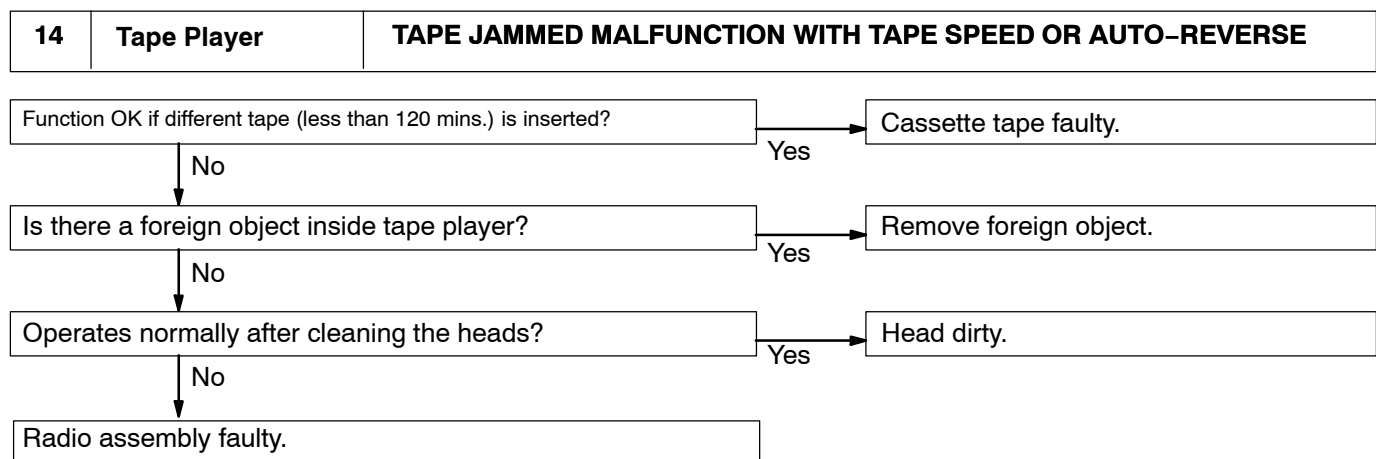 14 Tape Player TAPE JAMMED MALFUNCTION WITH TAPE SPEED OR AUTO–REVERSE
Function OK if different tape (less than 120 mins.) is inserted?
Yes
Cassette tape faulty.
No
Is there a foreign object inside tape player?
Yes
Remove foreign object.
No
Operates normally after cleaning the heads?
Yes
Head dirty.
No
Radio assembly faulty.